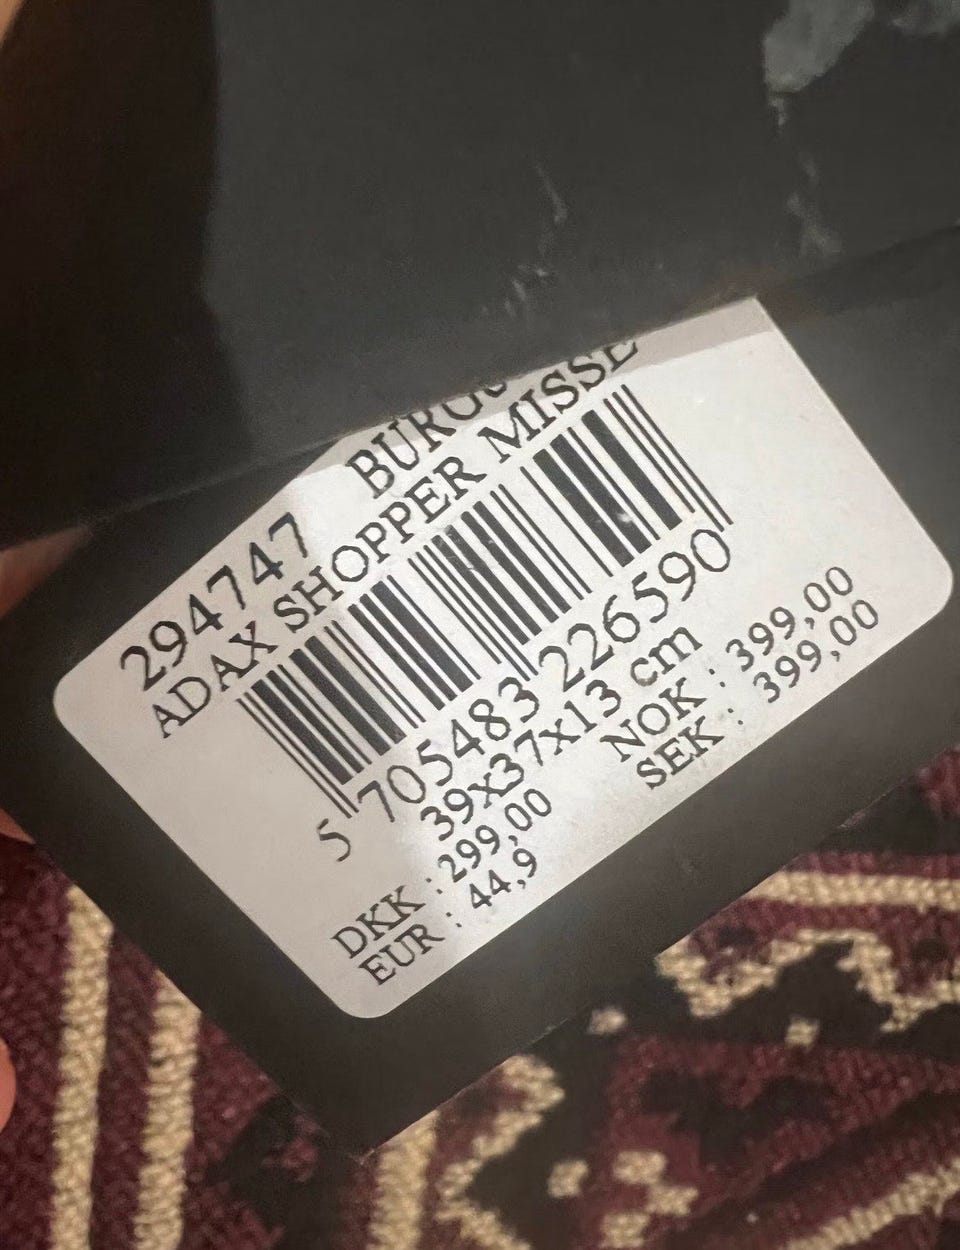 294747
ADAX SHOPPER MISSE
5 705483 226590
39x37x13 cm
DKK : 299,00 NOK : 399,00
EUR : 44,9 SEK : 399,00